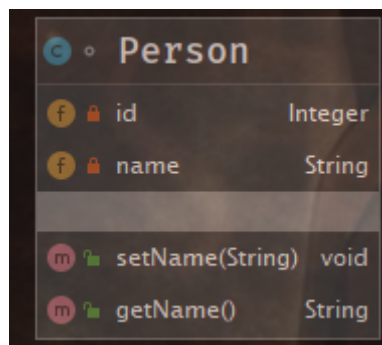 C Person
f id Integer
f name String
m setName(String) void
m getName() String